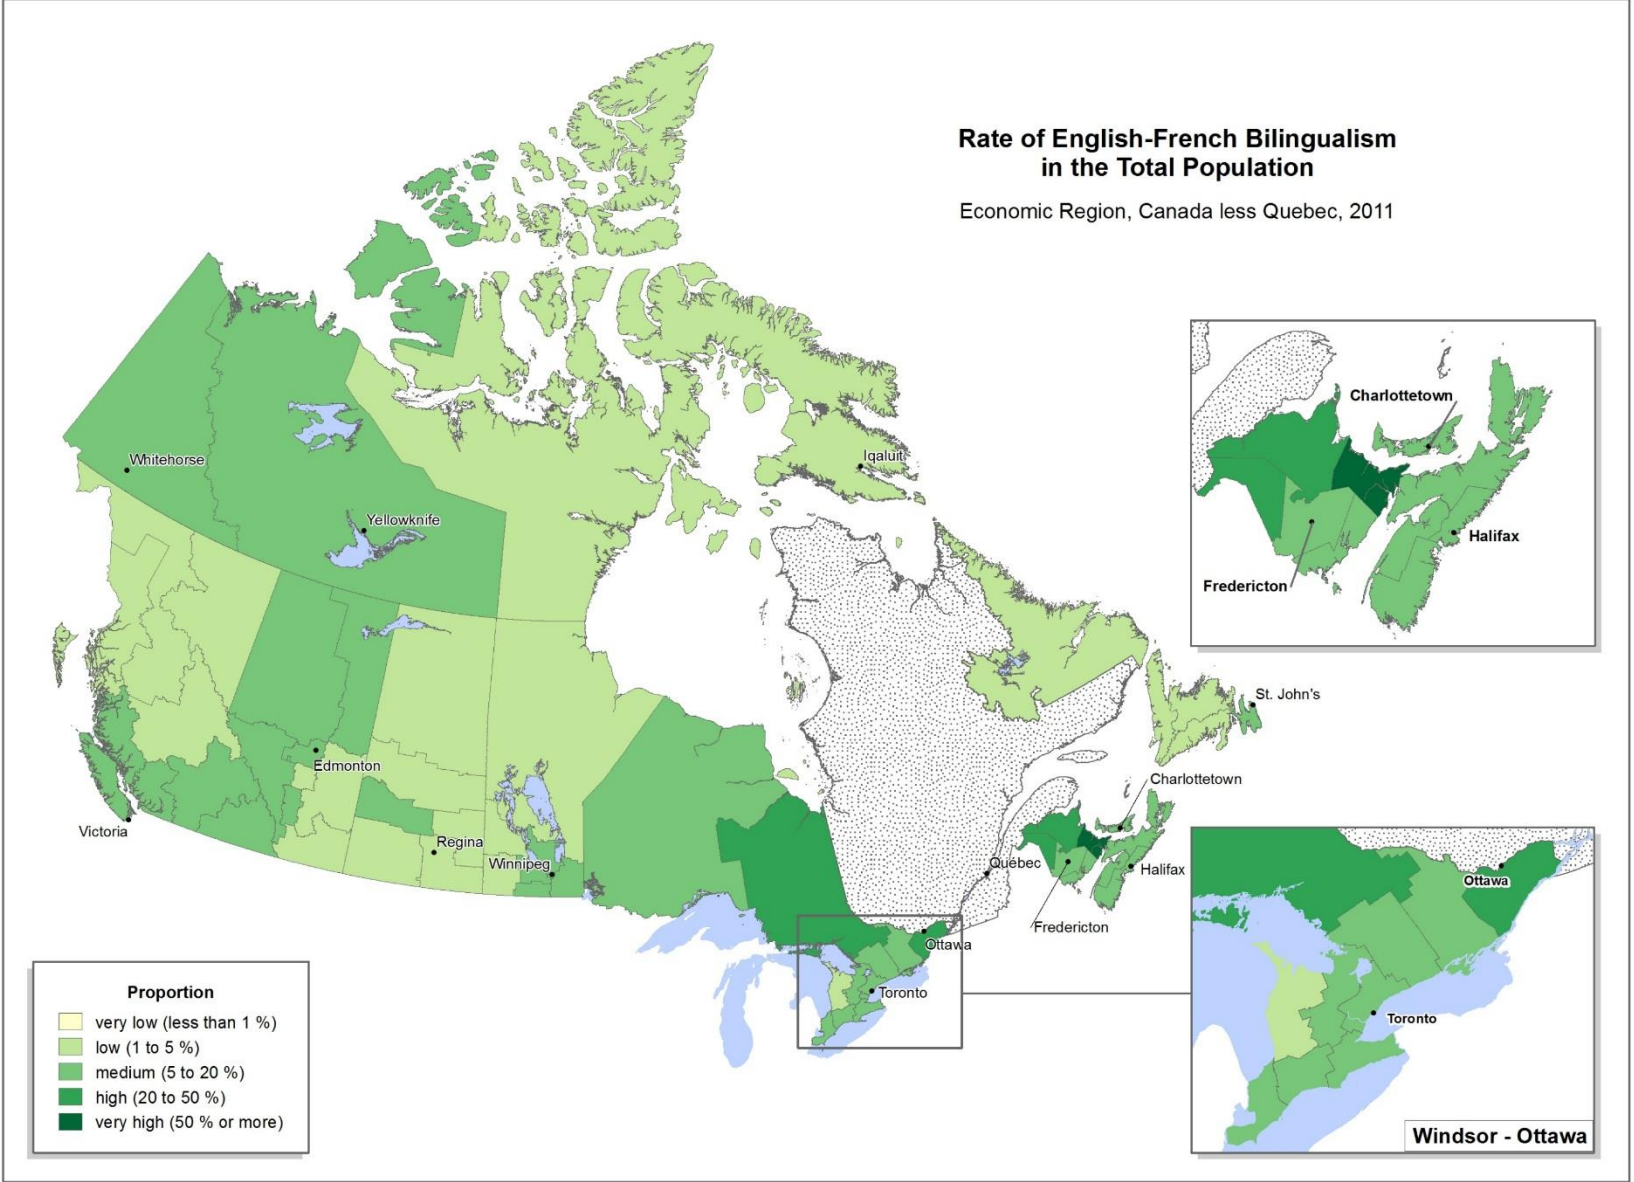 Rate of English-French Bilingualism
in the Total Population
Economic Region, Canada less Quebec, 2011
Whitehorse
Yellowknife
Iqaluit
Edmonton
Victoria
Regina
Winnipeg
St. John's
Charlottetown
Québec
Halifax
Fredericton
Ottawa
Toronto
Charlottetown
Halifax
Fredericton
Ottawa
Toronto
Windsor - Ottawa
Proportion
very low (less than 1 %)
low (1 to 5 %)
medium (5 to 20 %)
high (20 to 50 %)
very high (50 % or more)